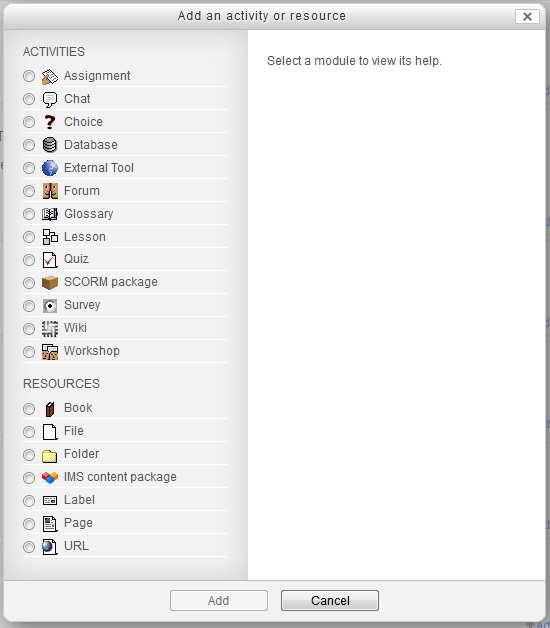 Add an activity or resource
ACTIVITIES
Assignment
Chat
Choice
Database
External Tool
Forum
Glossary
Lesson
Quiz
SCORM package
Survey
Wiki
Workshop
RESOURCES
Book
File
Folder
IMS content package
Label
Page
URL
Select a module to view its help.
Add
Cancel